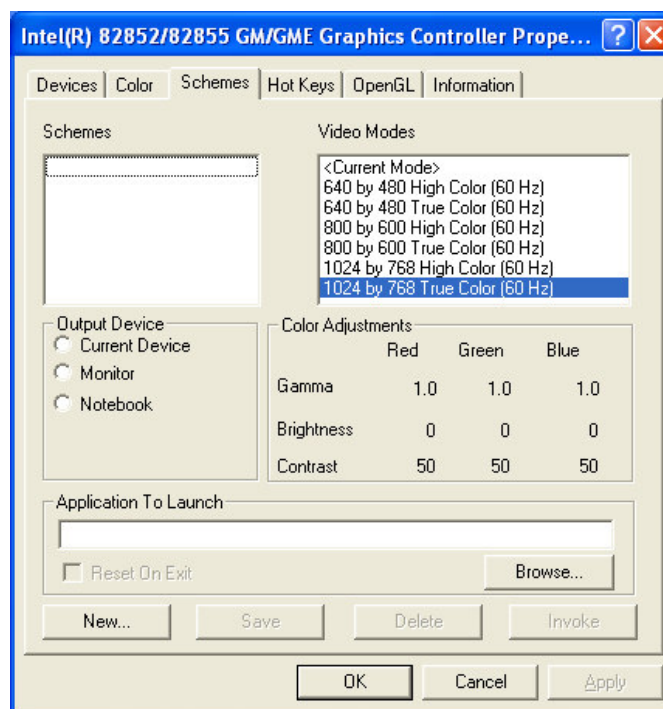 Intel(R) 82852/82855 GM/GME Graphics Controller Prope... ? X
Devices Color Schemes Hot Keys OpenGL Information
Schemes Video Modes
<Current Mode>
640 by 480 High Color (60 Hz)
640 by 480 True Color (60 Hz)
800 by 600 High Color (60 Hz)
800 by 600 True Color (60 Hz)
1024 by 768 High Color (60 Hz)
1024 by 768 True Color (60 Hz)
Output Device
Current Device
Monitor
Notebook
Color Adjustments
Red Green Blue
Gamma 1.0 1.0 1.0
Brightness 0 0 0
Contrast 50 50 50
Application To Launch
Reset On Exit Browse...
New... Save Delete Invoke
OK Cancel Apply